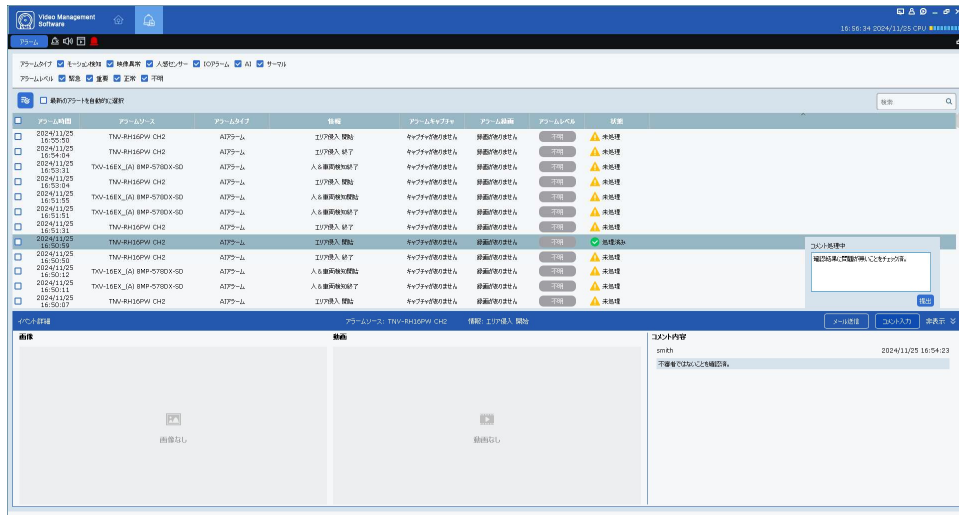 Video Management
Software
16:56:34 2024/11/25 CPU
アラーム
アラームタイプ モーション検知 映像異常 人感センサー IOアラーム AI サーマル
アラームレベル 緊急 重要 正常 不明
最新のアラートを自動的に選択
検索
アラーム時間 アラームソース アラームタイプ 情報 アラームキャプチャ アラーム録画 アラームレベル 状態
2024/11/25 16:55:50 TNV-RH16PW CH2 AIアラーム エリア侵入 開始 キャプチャがありません 録画がありません 不明 未処理
2024/11/25 16:54:04 TNV-RH16PW CH2 AIアラーム エリア侵入 終了 キャプチャがありません 録画がありません 不明 未処理
2024/11/25 16:53:31 TXV-16EX_(A) 8MP-578DX-SD AIアラーム 人&車両検知終了 キャプチャがありません 録画がありません 不明 未処理
2024/11/25 16:53:04 TNV-RH16PW CH2 AIアラーム エリア侵入 開始 キャプチャがありません 録画がありません 不明 未処理
2024/11/25 16:51:55 TXV-16EX_(A) 8MP-578DX-SD AIアラーム 人&車両検知開始 キャプチャがありません 録画がありません 不明 未処理
2024/11/25 16:51:51 TXV-16EX_(A) 8MP-578DX-SD AIアラーム 人&車両検知終了 キャプチャがありません 録画がありません 不明 未処理
2024/11/25 16:51:31 TNV-RH16PW CH2 AIアラーム エリア侵入 終了 キャプチャがありません 録画がありません 不明 未処理
2024/11/25 16:50:59 TNV-RH16PW CH2 AIアラーム エリア侵入 開始 キャプチャがありません 録画がありません 不明 処理済み
2024/11/25 16:50:50 TNV-RH16PW CH2 AIアラーム エリア侵入 終了 キャプチャがありません 録画がありません 不明 未処理
2024/11/25 16:50:12 TXV-16EX_(A) 8MP-578DX-SD AIアラーム 人&車両検知開始 キャプチャがありません 録画がありません 不明 未処理
2024/11/25 16:50:11 TXV-16EX_(A) 8MP-578DX-SD AIアラーム 人&車両検知終了 キャプチャがありません 録画がありません 不明 未処理
2024/11/25 16:50:07 TNV-RH16PW CH2 AIアラーム エリア侵入 開始 キャプチャがありません 録画がありません 不明 未処理
コメント処理中
確認結果に問題が無いことをチェック済。
提出
イベント詳細 アラームソース: TNV-RH16PW CH2 情報: エリア侵入 開始 メール送信 コメント入力 非表示
画像 動画 コメント内容
smith 2024/11/25 16:54:23
不審者ではないことを確認済。
画像なし 動画なし